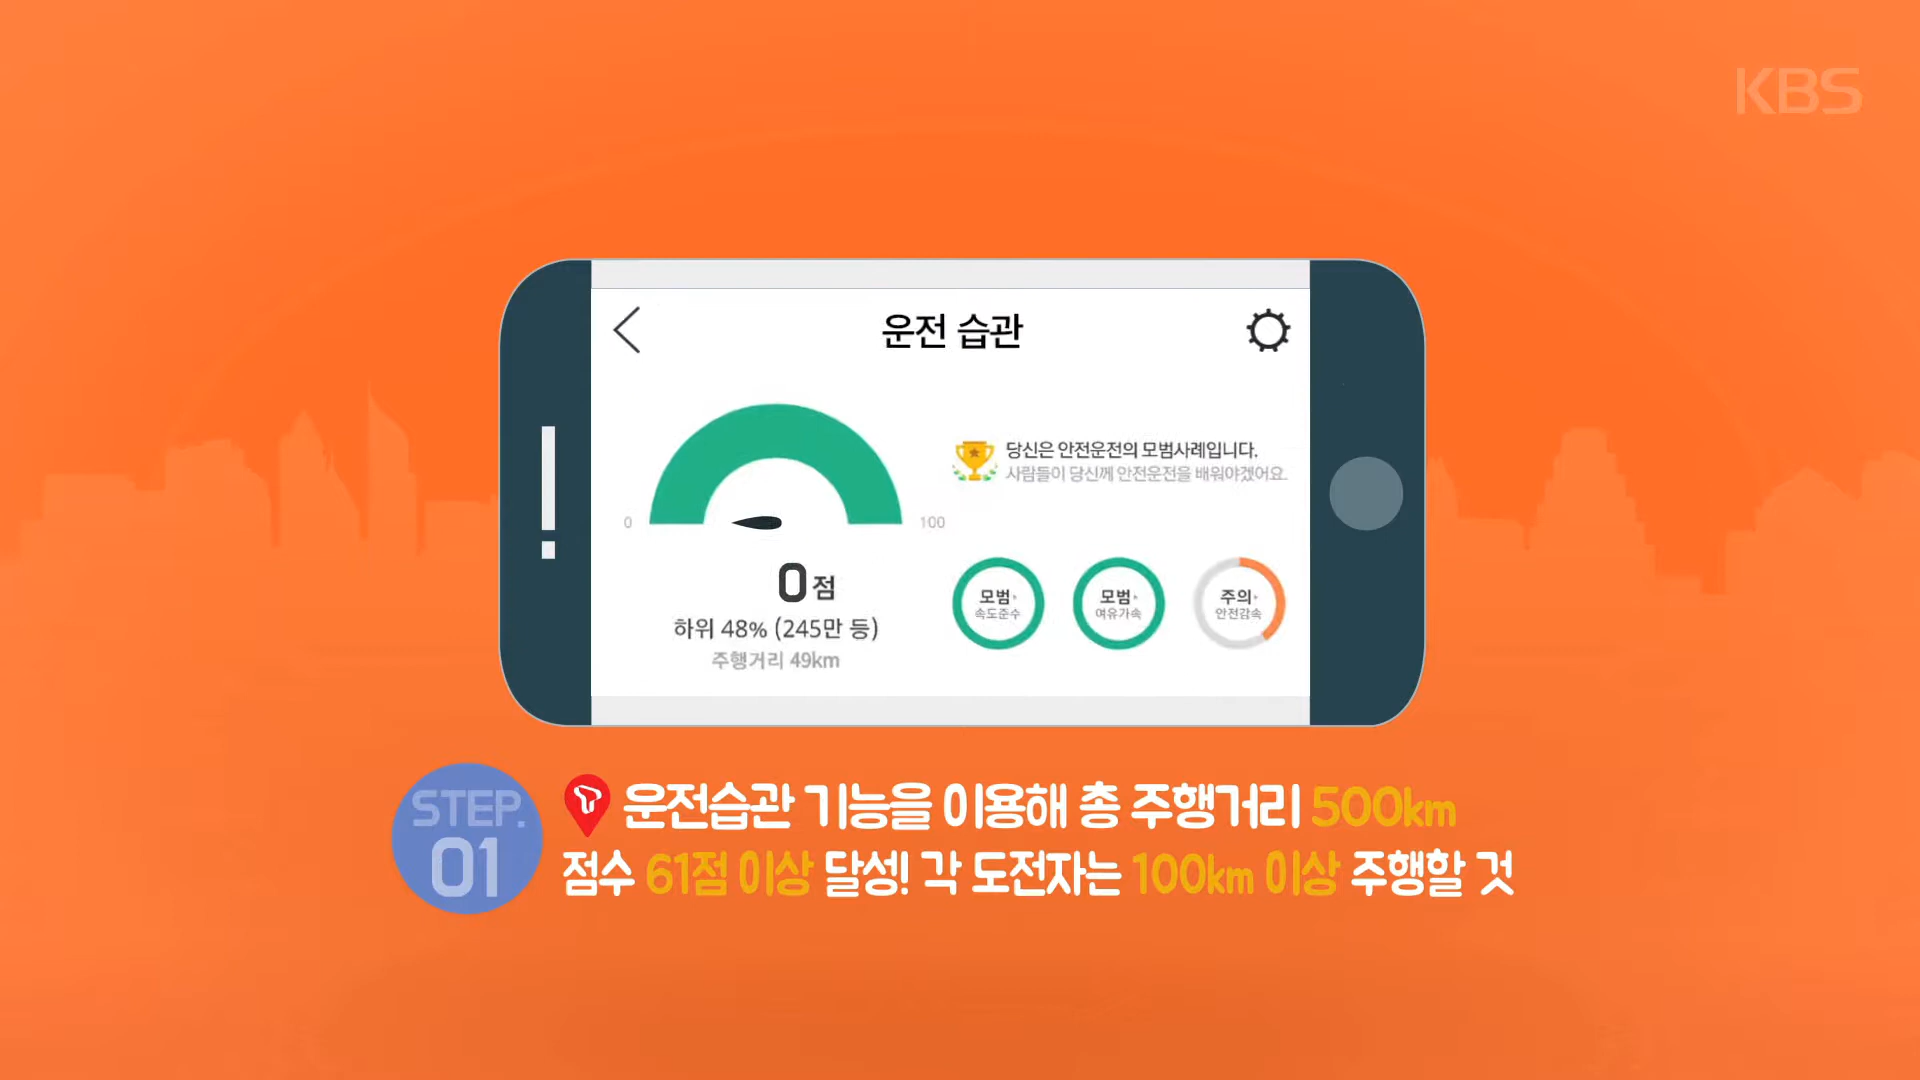 KBS
운전 습관
당신은 안전운전의 모범사례입니다.
사람들이 당신께 안전운전을 배워야겠어요.
0
100
0점
하위 48% (245만 등)
주행거리 49km
모범
속도준수
모범
여유가속
주의
안전감속
STEP.
01
운전습관 기능을 이용해 총 주행거리 500km
점수 61점 이상 달성! 각 도전자는 100km 이상 주행할 것